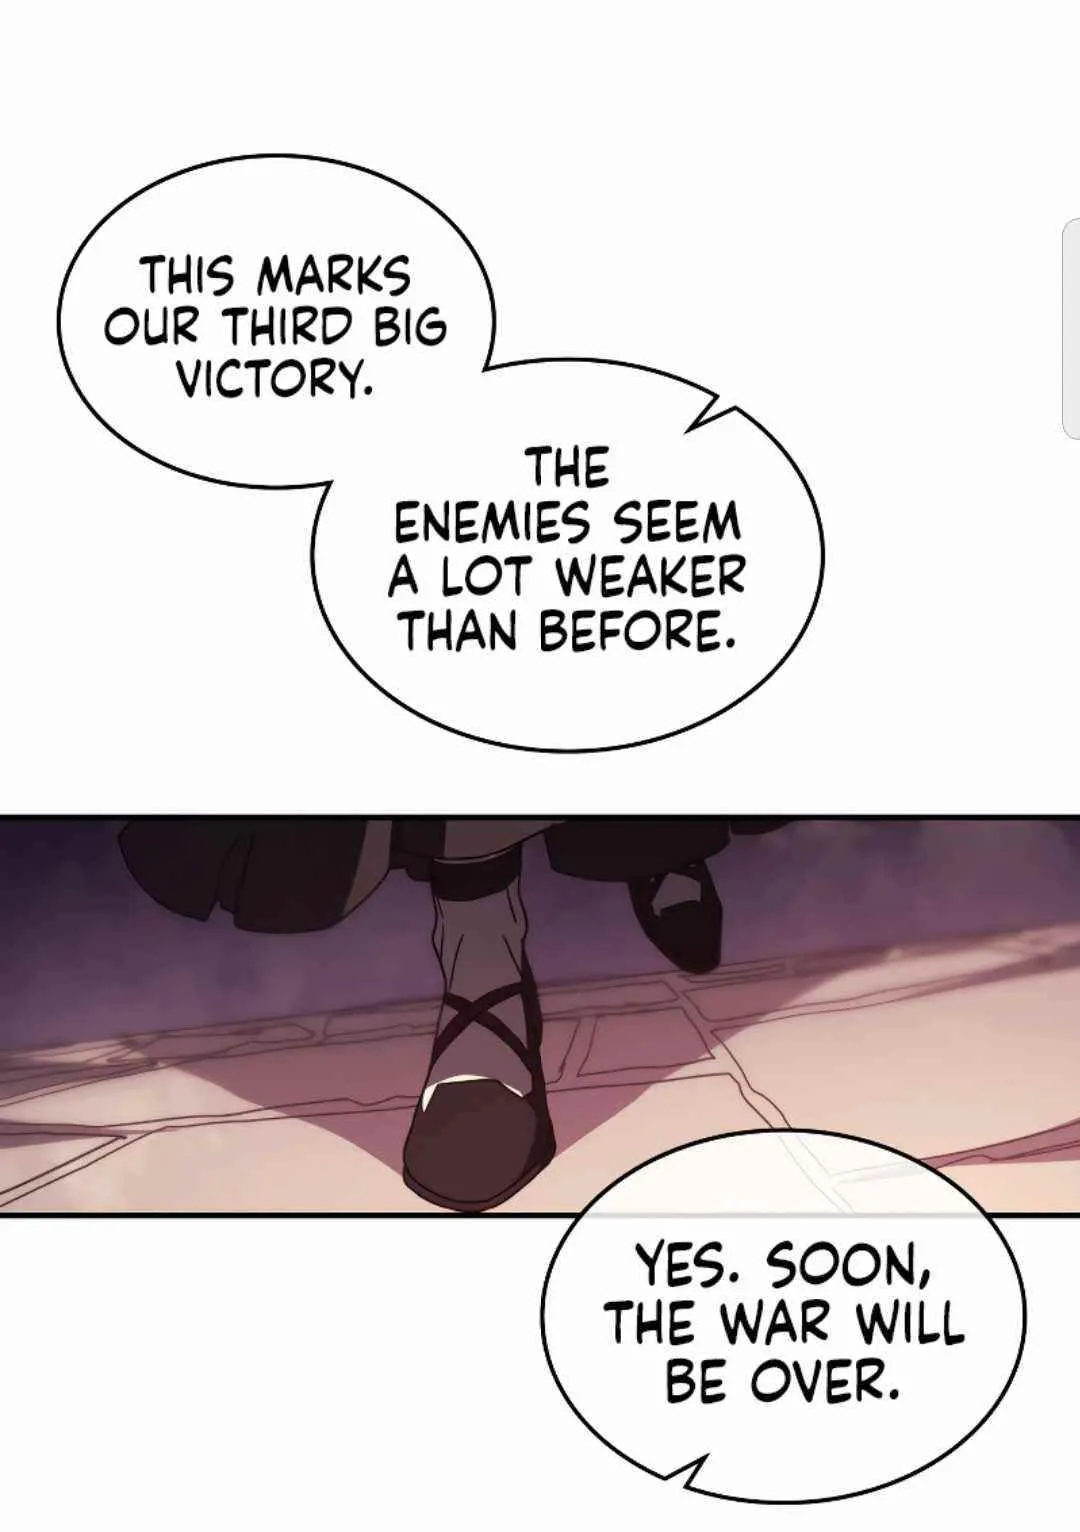 THIS MARKS
OUR THIRD BIG
VICTORY.
THE
ENEMIES SEEM
A LOT WEAKER
THAN BEFORE.
YES. SOON,
THE WAR WILL
BE OVER.